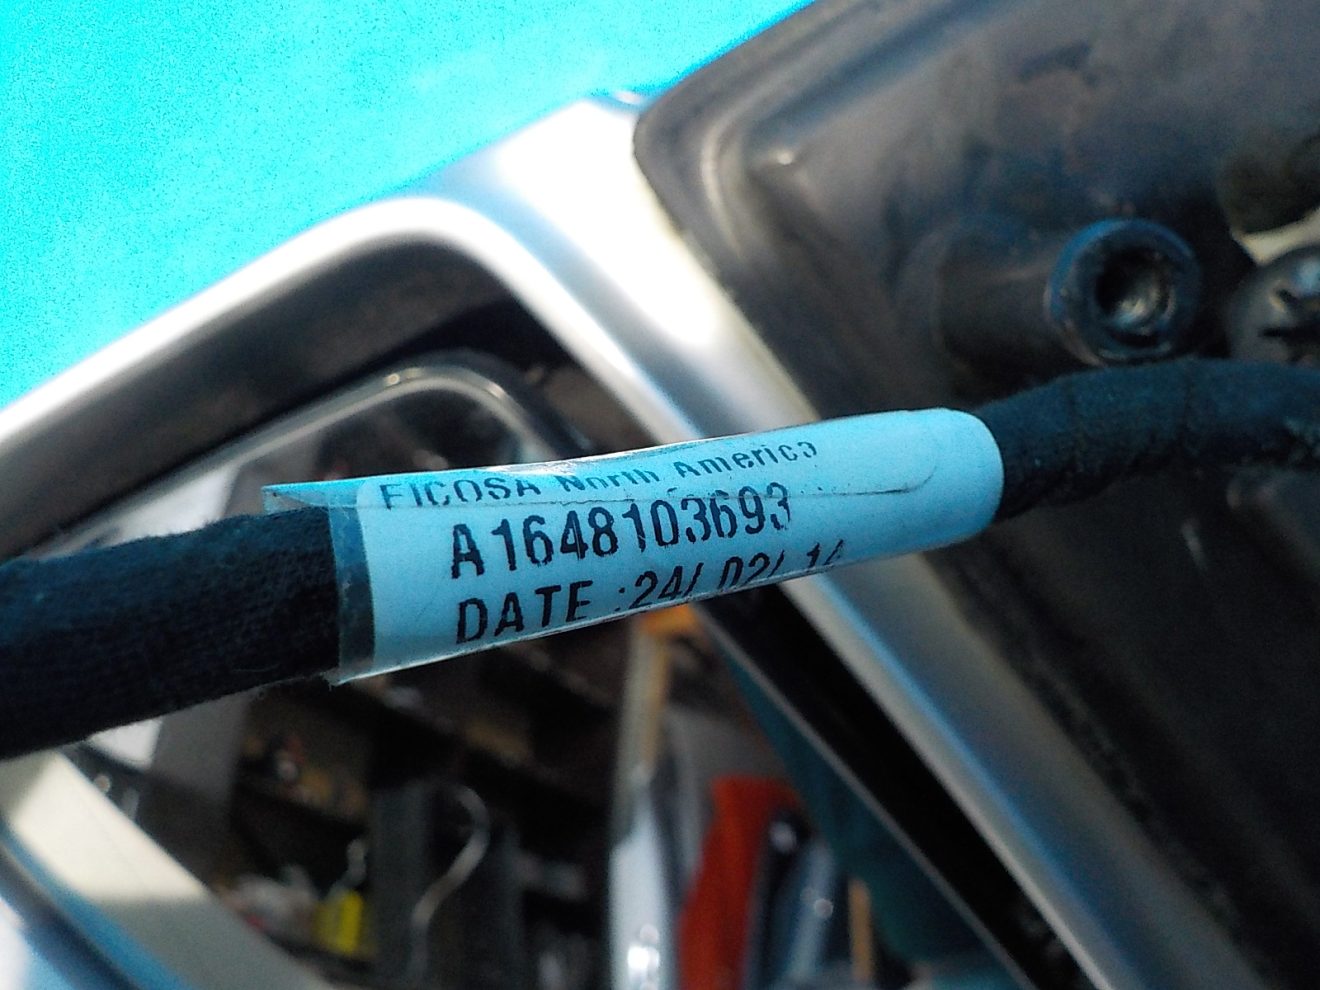 FICOSA North America
A1648103693
DATE :24/ 02/ 14